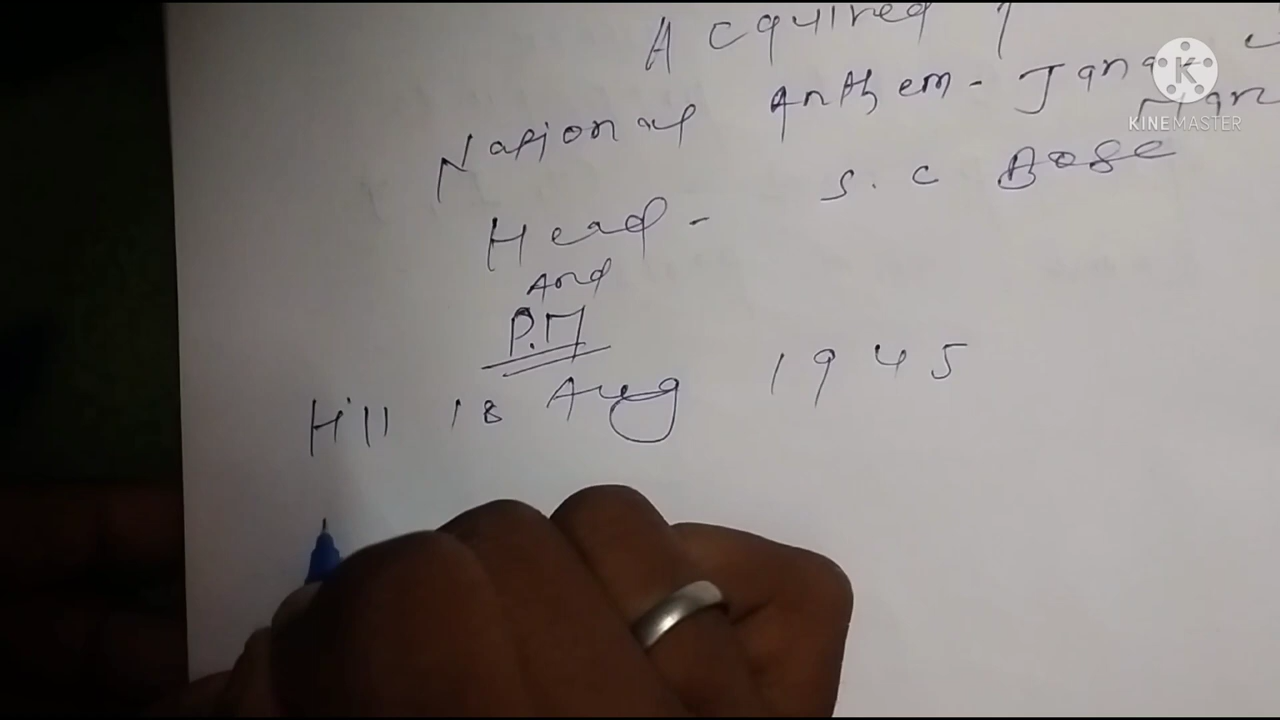 Acquired
National Anthem - Jana
S. C Bose
Head -
And
P.M
Hill 18 Aug 1945
KINEMASTER